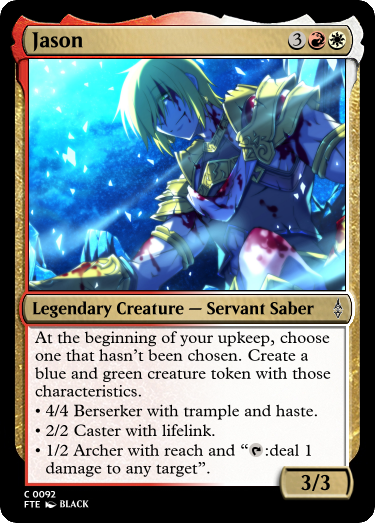 Jason 3
Legendary Creature — Servant Saber
At the beginning of your upkeep, choose
one that hasn't been chosen. Create a
blue and green creature token with those
characteristics.
• 4/4 Berserker with trample and haste.
• 2/2 Caster with lifelink.
• 1/2 Archer with reach and “:deal 1
damage to any target”.
3/3
C 0092
FTE BLACK